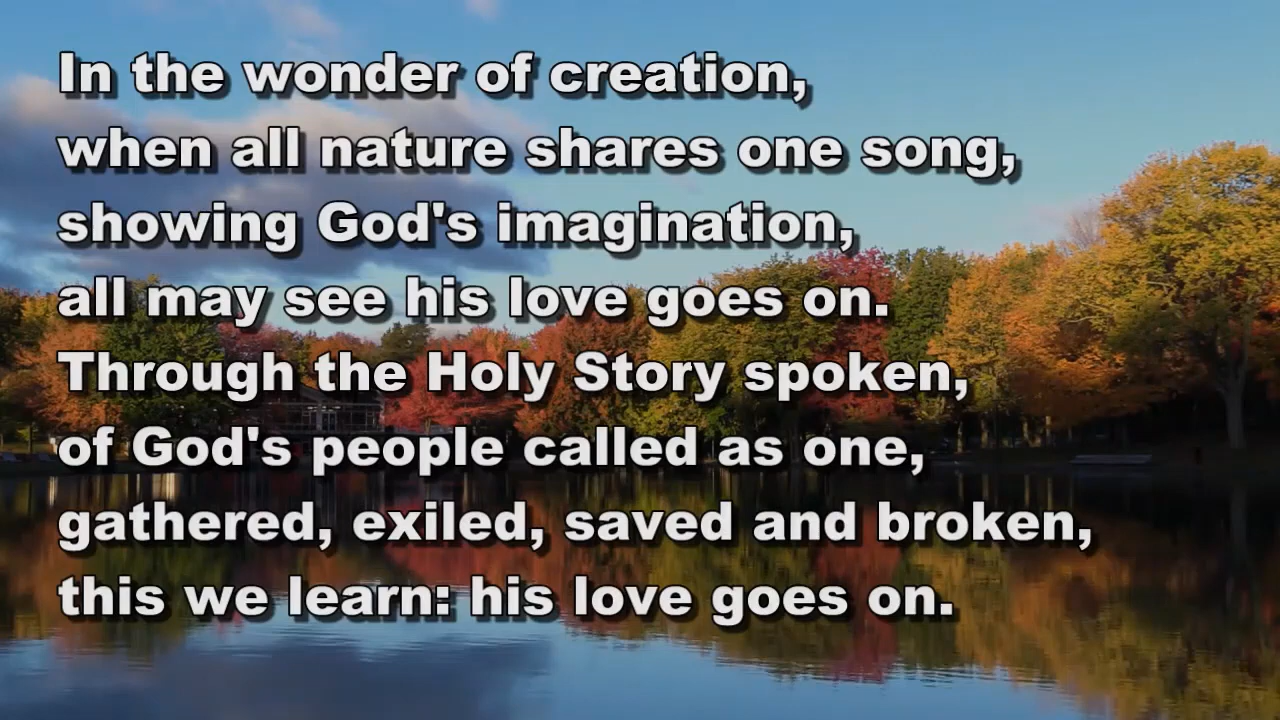 In the wonder of creation,
when all nature shares one song,
showing God's imagination,
all may see his love goes on.
Through the Holy Story spoken,
of God's people called as one,
gathered, exiled, saved and broken,
this we learn: his love goes on.